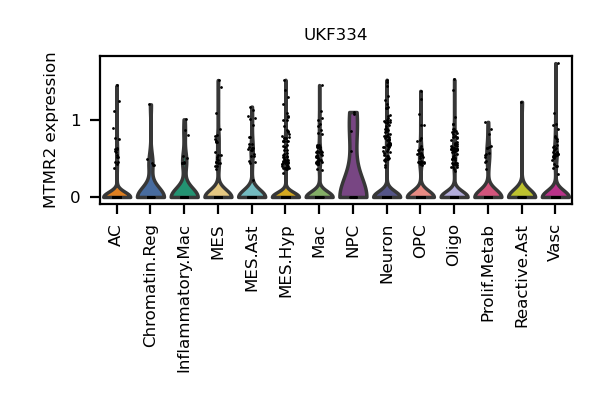 UKF334
MTMR2 expression
1
0
AC
Chromatin.Reg
Inflammatory.Mac
MES
MES.Ast
MES.Hyp
Mac
NPC
Neuron
OPC
Oligo
Prolif.Metab
Reactive.Ast
Vasc